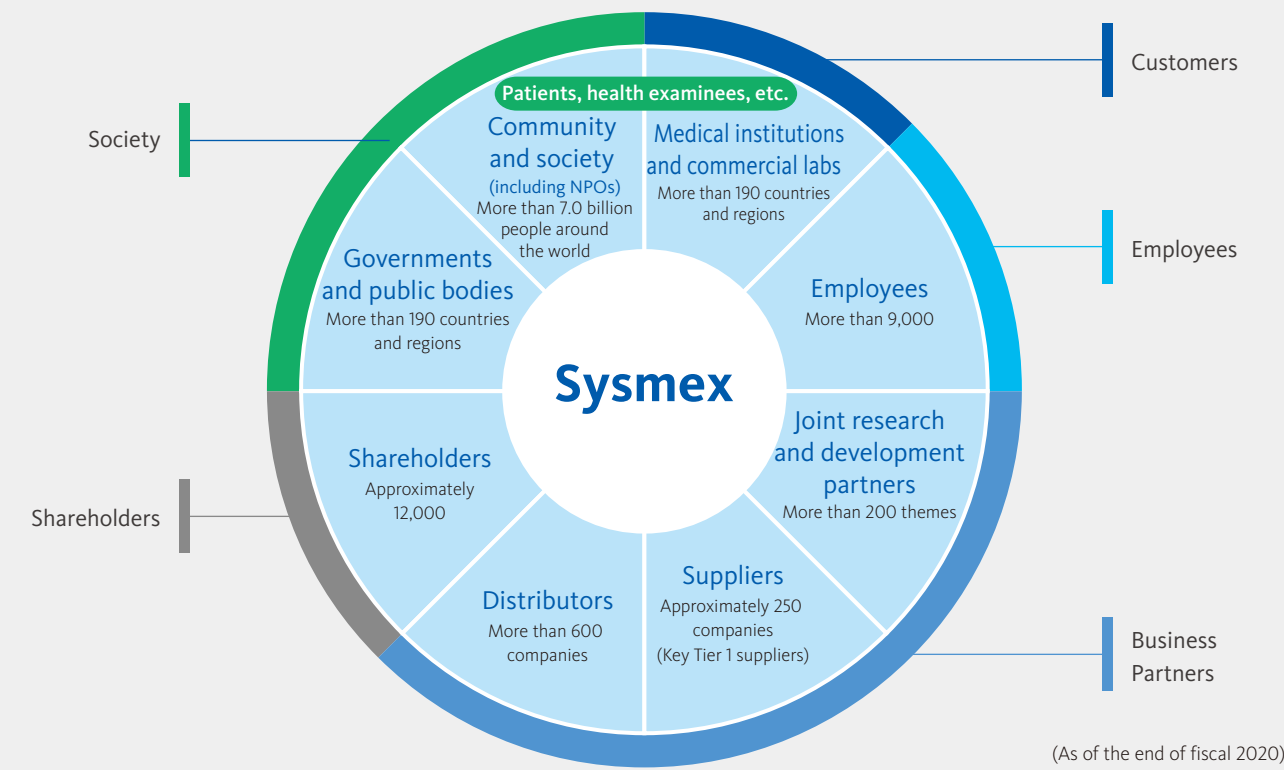 Customers
Society
Patients, health examinees, etc.
Community
and society
(including NPOs)
More than 7.0 billion
people around
the world
Medical institutions
and commercial labs
More than 190 countries
and regions
Employees
Governments
and public bodies
More than 190 countries
and regions
Employees
More than 9,000
Sysmex
Shareholders
Approximately
12,000
Joint research
and development
partners
More than 200 themes
Shareholders
Distributors
More than 600
companies
Suppliers
Approximately 250
companies
(Key Tier 1 suppliers)
Business
Partners
(As of the end of fiscal 2020)